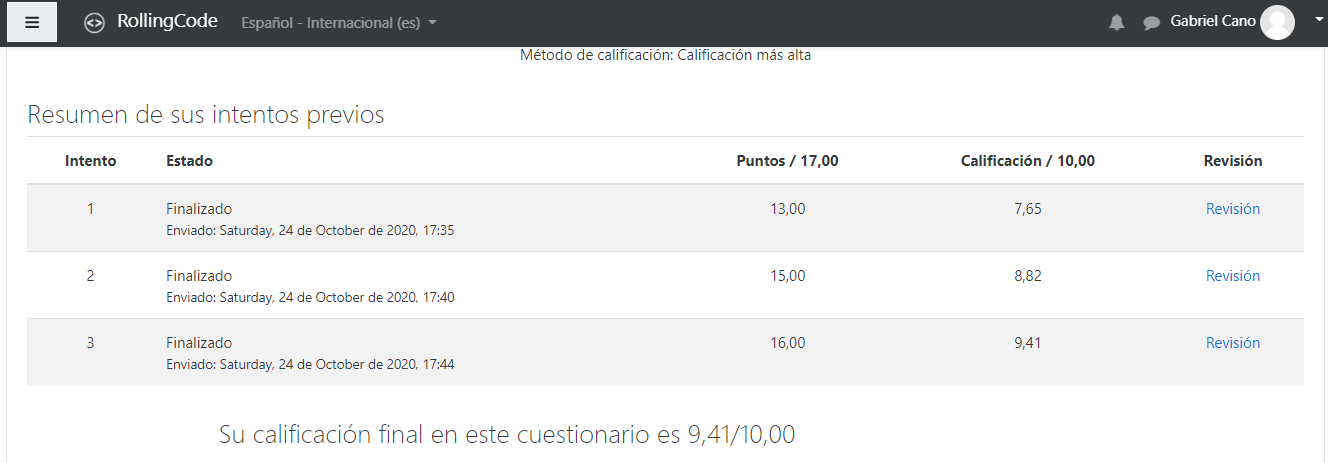 RollingCode Español - Internacional (es) Gabriel Cano
Método de calificación: Calificación más alta
Resumen de sus intentos previos
Intento Estado Puntos / 17,00 Calificación / 10,00 Revisión
1 Finalizado 13,00 7,65 Revisión
Enviado: Saturday, 24 de October de 2020, 17:35
2 Finalizado 15,00 8,82 Revisión
Enviado: Saturday, 24 de October de 2020, 17:40
3 Finalizado 16,00 9,41 Revisión
Enviado: Saturday, 24 de October de 2020, 17:44
Su calificación final en este cuestionario es 9,41/10,00